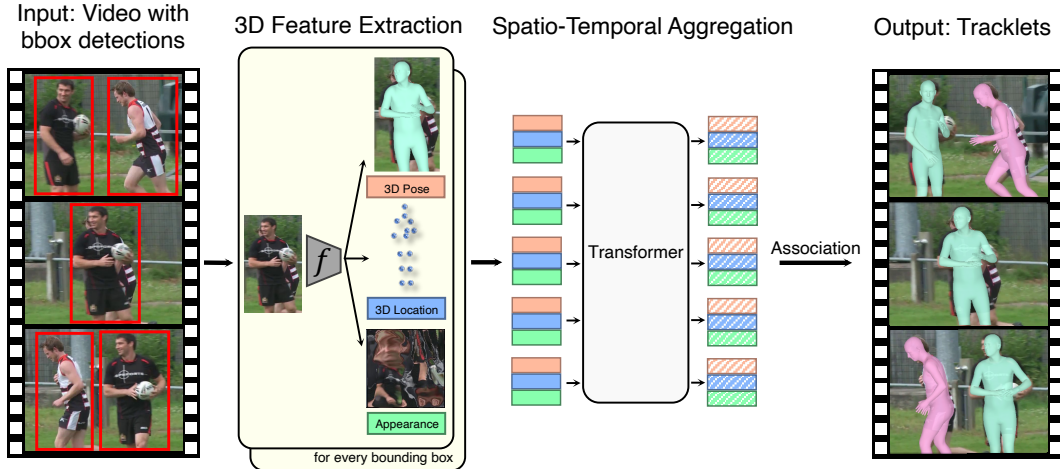 Input: Video with
bbox detections
3D Feature Extraction
Spatio-Temporal Aggregation
Output: Tracklets
3D Pose
f
3D Location
Appearance
for every bounding box
Transformer
Association